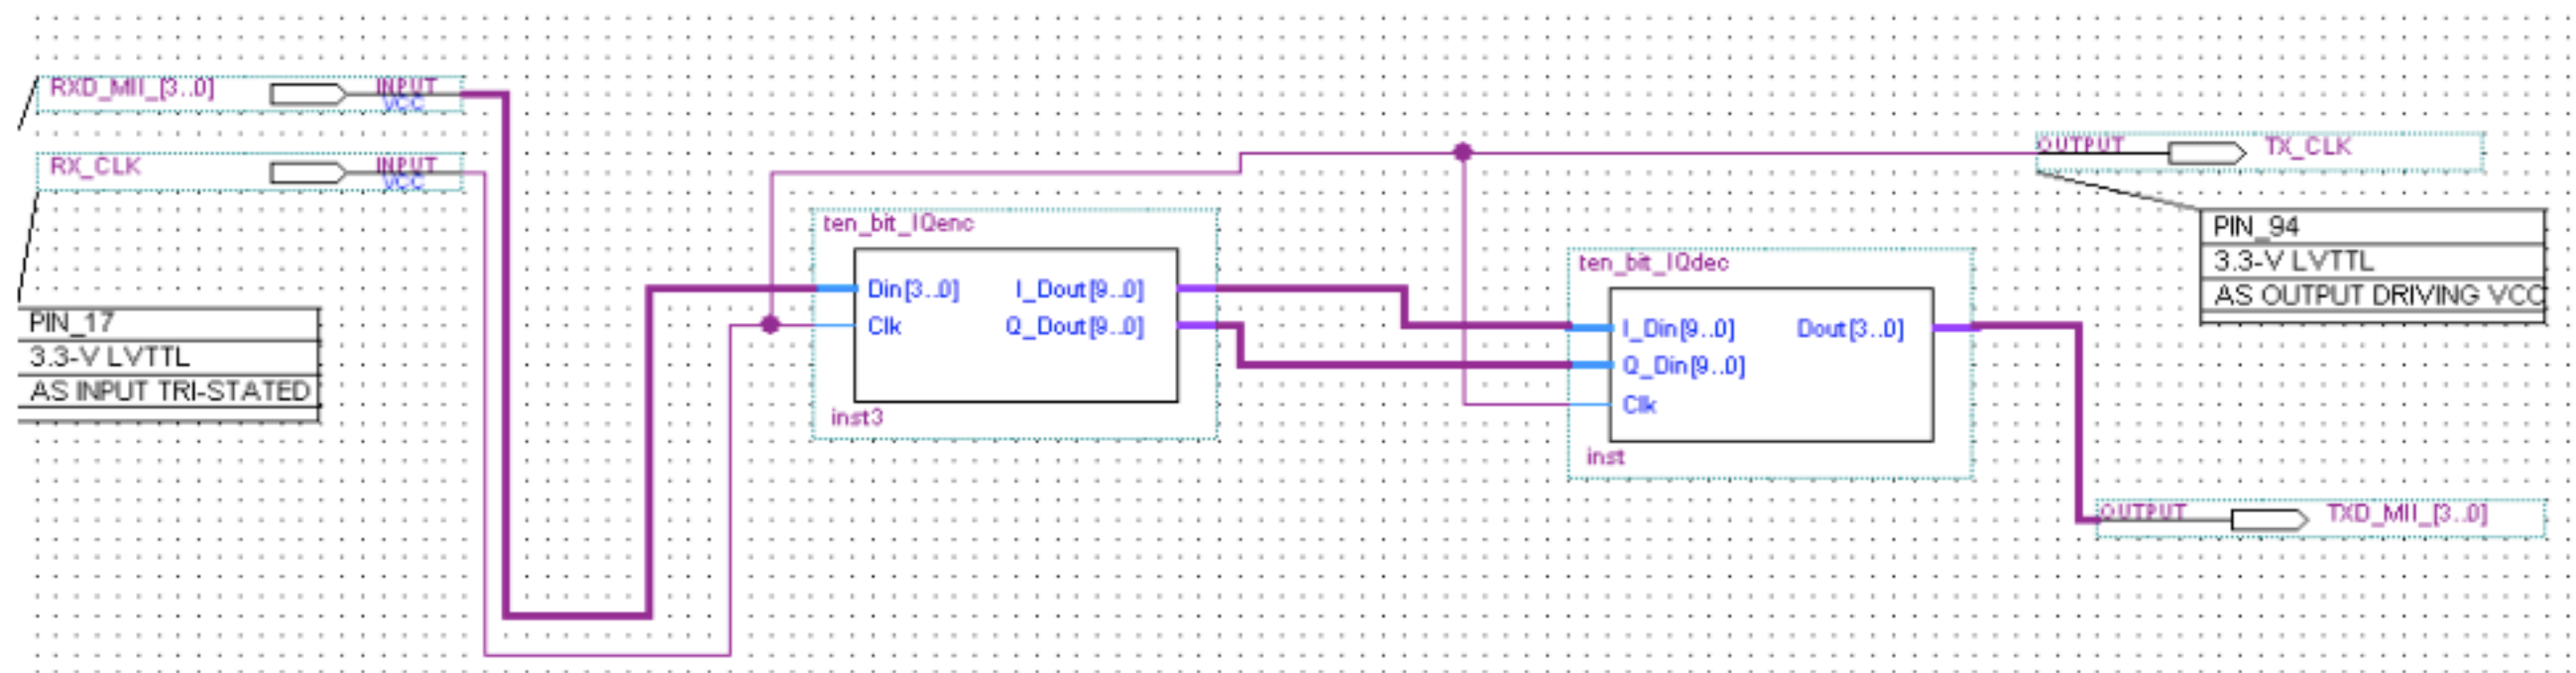 RXD_MII_[3..0] INPUT
VCC
RX_CLK INPUT
VCC
PIN_17
3.3-V LVTTL
AS INPUT TRI-STATED
ten_bit_IQenc
Din[3..0] I_Dout[9..0]
Clk Q_Dout[9..0]
inst3
ten_bit_IQdec
I_Din[9..0] Dout[3..0]
Q_Din[9..0]
Clk
inst
OUTPUT TX_CLK
PIN_94
3.3-V LVTTL
AS OUTPUT DRIVING VCC
OUTPUT TXD_MII_[3..0]